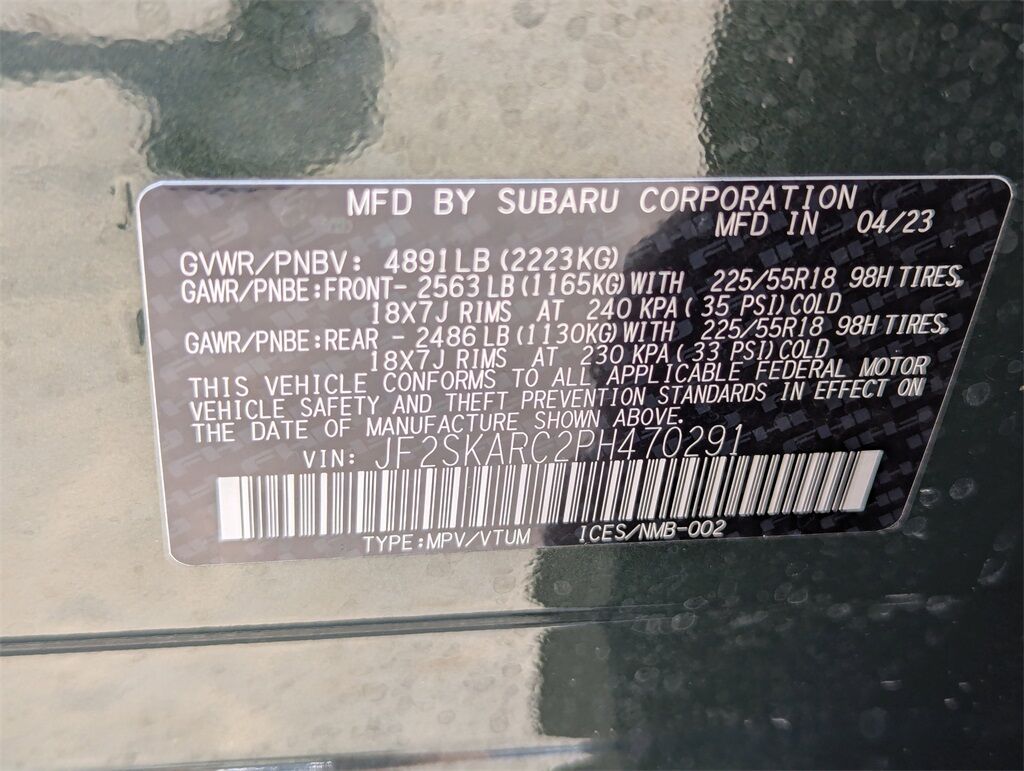 MFD BY SUBARU CORPORATION
MFD IN 04/23
GVWR/PNBV: 4891LB(2223KG)
GAWR/PNBE:FRONT- 2563LB(1165KG)WITH 225/55R18 98H TIRES,
18X7J RIMS AT 240 KPA(35 PSI)COLD
GAWR/PNBE:REAR - 2486LB(1130KG)WITH 225/55R18 98H TIRES,
18X7J RIMS AT 230 KPA(33 PSI)COLD
THIS VEHICLE CONFORMS TO ALL APPLICABLE FEDERAL MOTOR
VEHICLE SAFETY AND THEFT PREVENTION STANDARDS IN EFFECT ON
THE DATE OF MANUFACTURE SHOWN ABOVE.
VIN: JF2SKARC2PH470291
TYPE:MPV/VTUM ICES/NMB-002